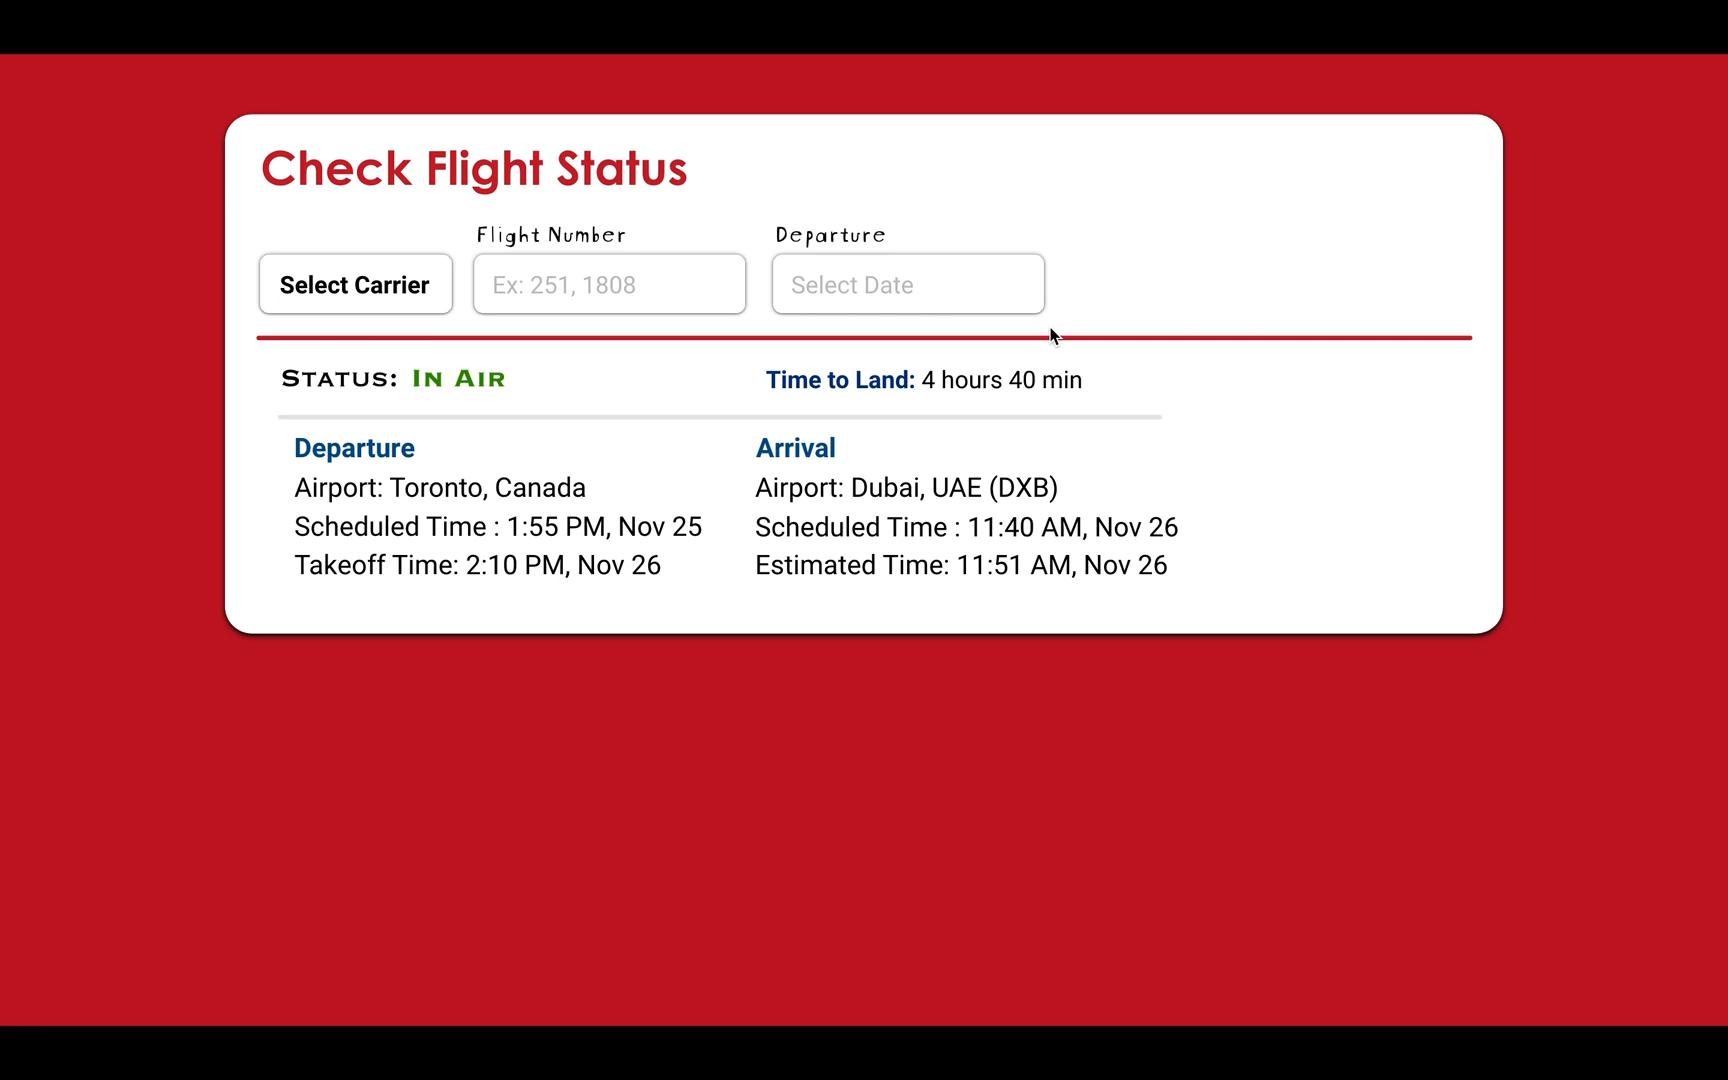 Check Flight Status
Flight Number
Departure
Select Carrier
Ex: 251, 1808
Select Date
Status: In Air
Time to Land: 4 hours 40 min
Departure
Airport: Toronto, Canada
Scheduled Time : 1:55 PM, Nov 25
Takeoff Time: 2:10 PM, Nov 26
Arrival
Airport: Dubai, UAE (DXB)
Scheduled Time : 11:40 AM, Nov 26
Estimated Time: 11:51 AM, Nov 26